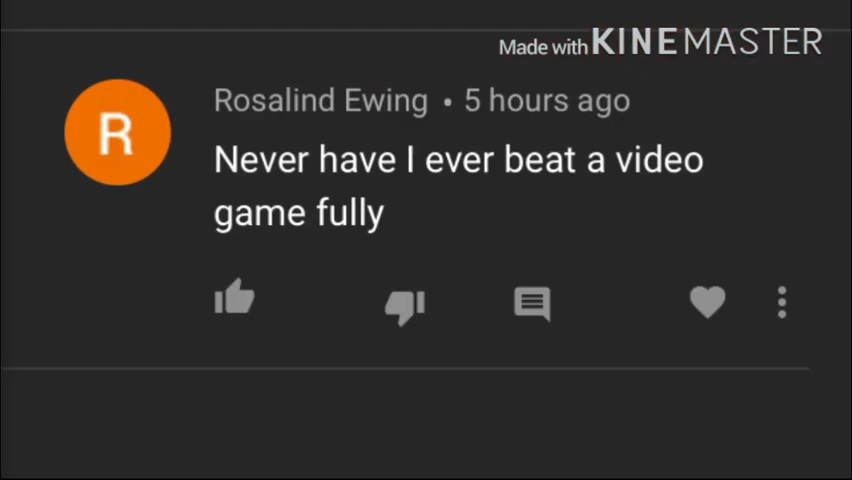 Made with KINEMASTER
Rosalind Ewing • 5 hours ago
R
Never have I ever beat a video
game fully